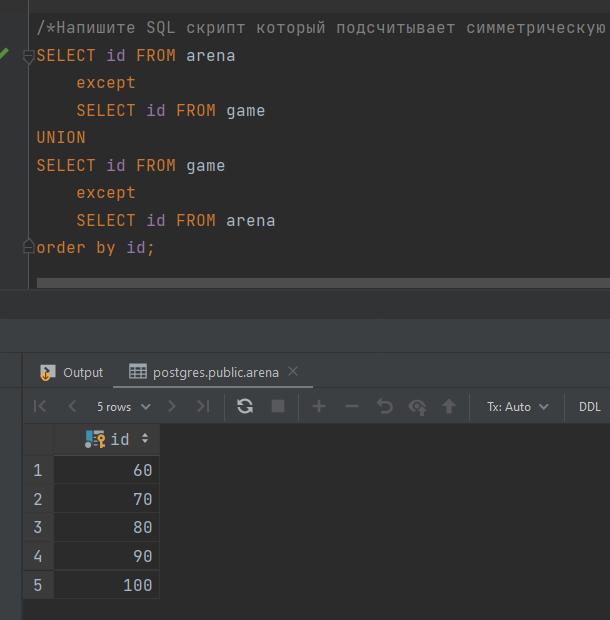 /*Напишите SQL скрипт который подсчитывает симметрическую
SELECT id FROM arena
except
SELECT id FROM game
UNION
SELECT id FROM game
except
SELECT id FROM arena
order by id;
Output postgres.public.arena
5 rows Tx: Auto DDL
id
1 60
2 70
3 80
4 90
5 100